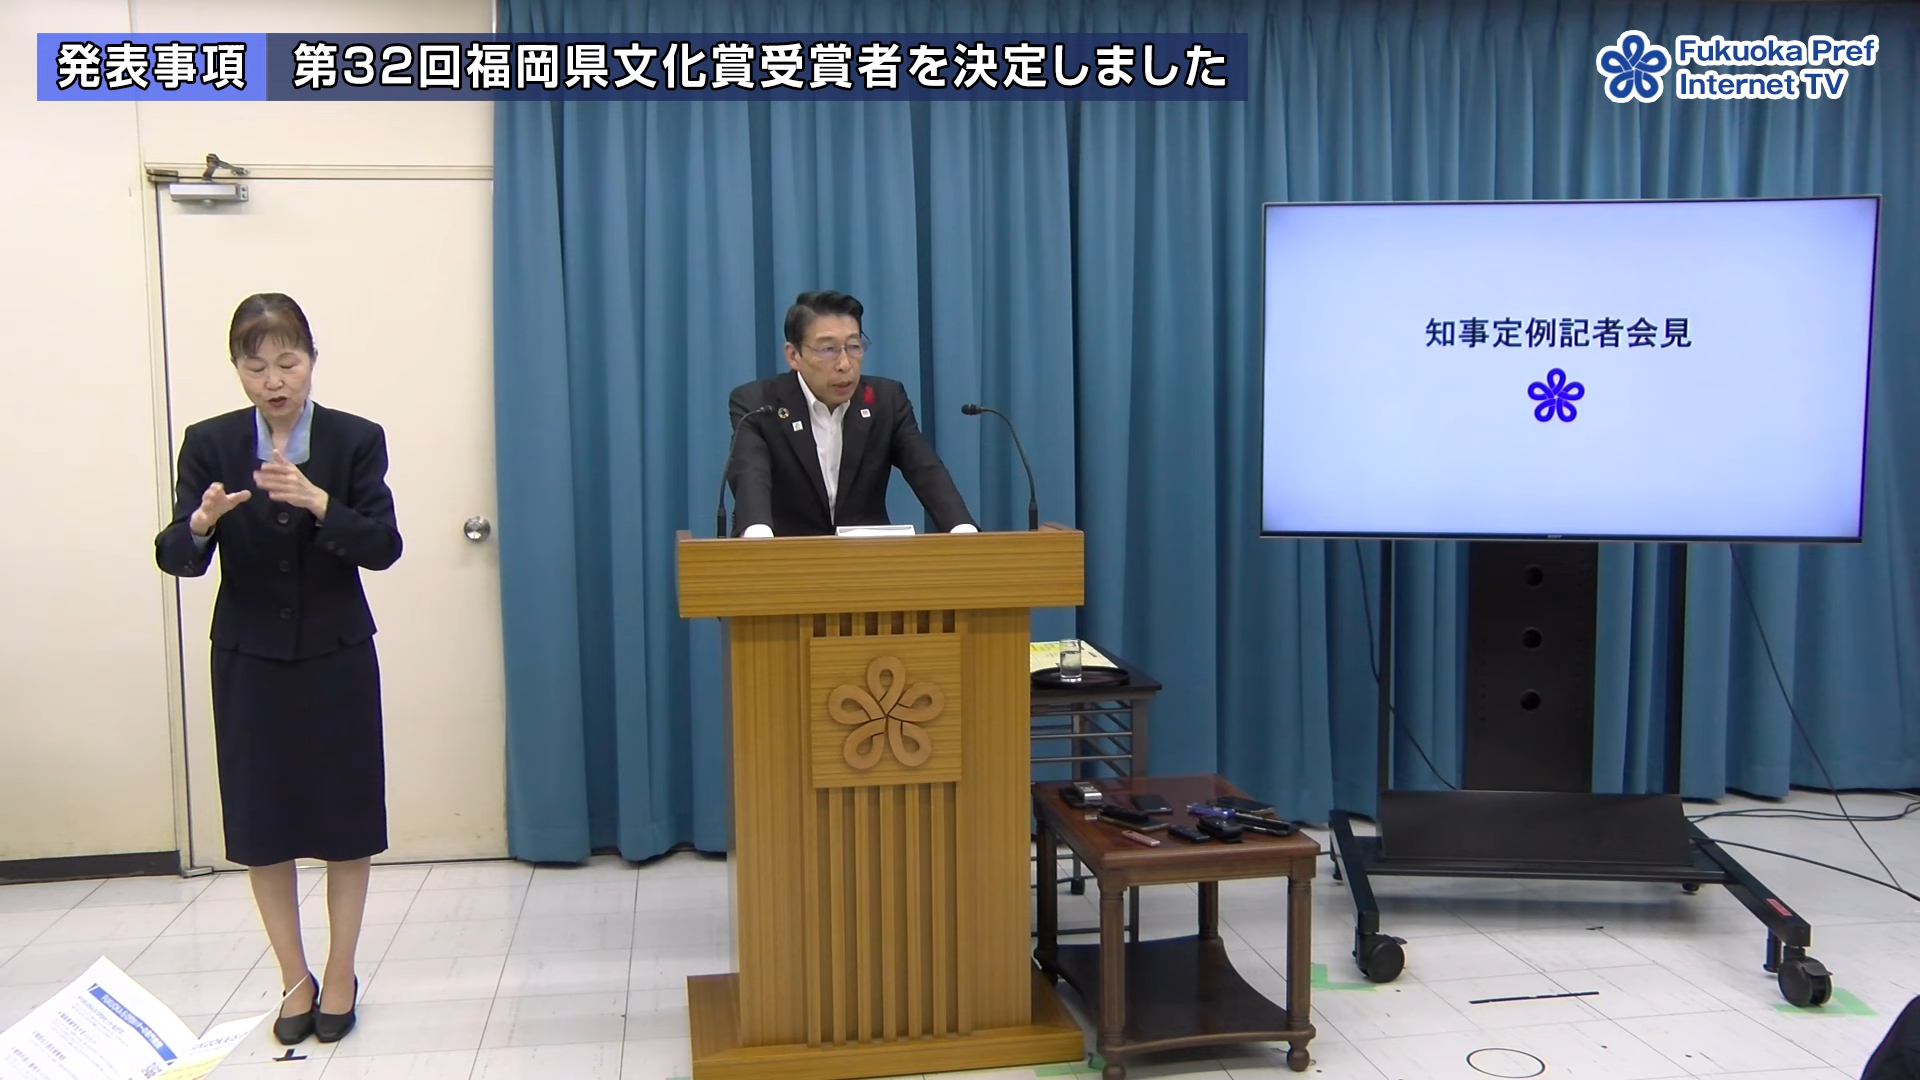 発表事項 第32回福岡県文化賞受賞者を決定しました
Fukuoka Pref
Internet TV
知事定例記者会見